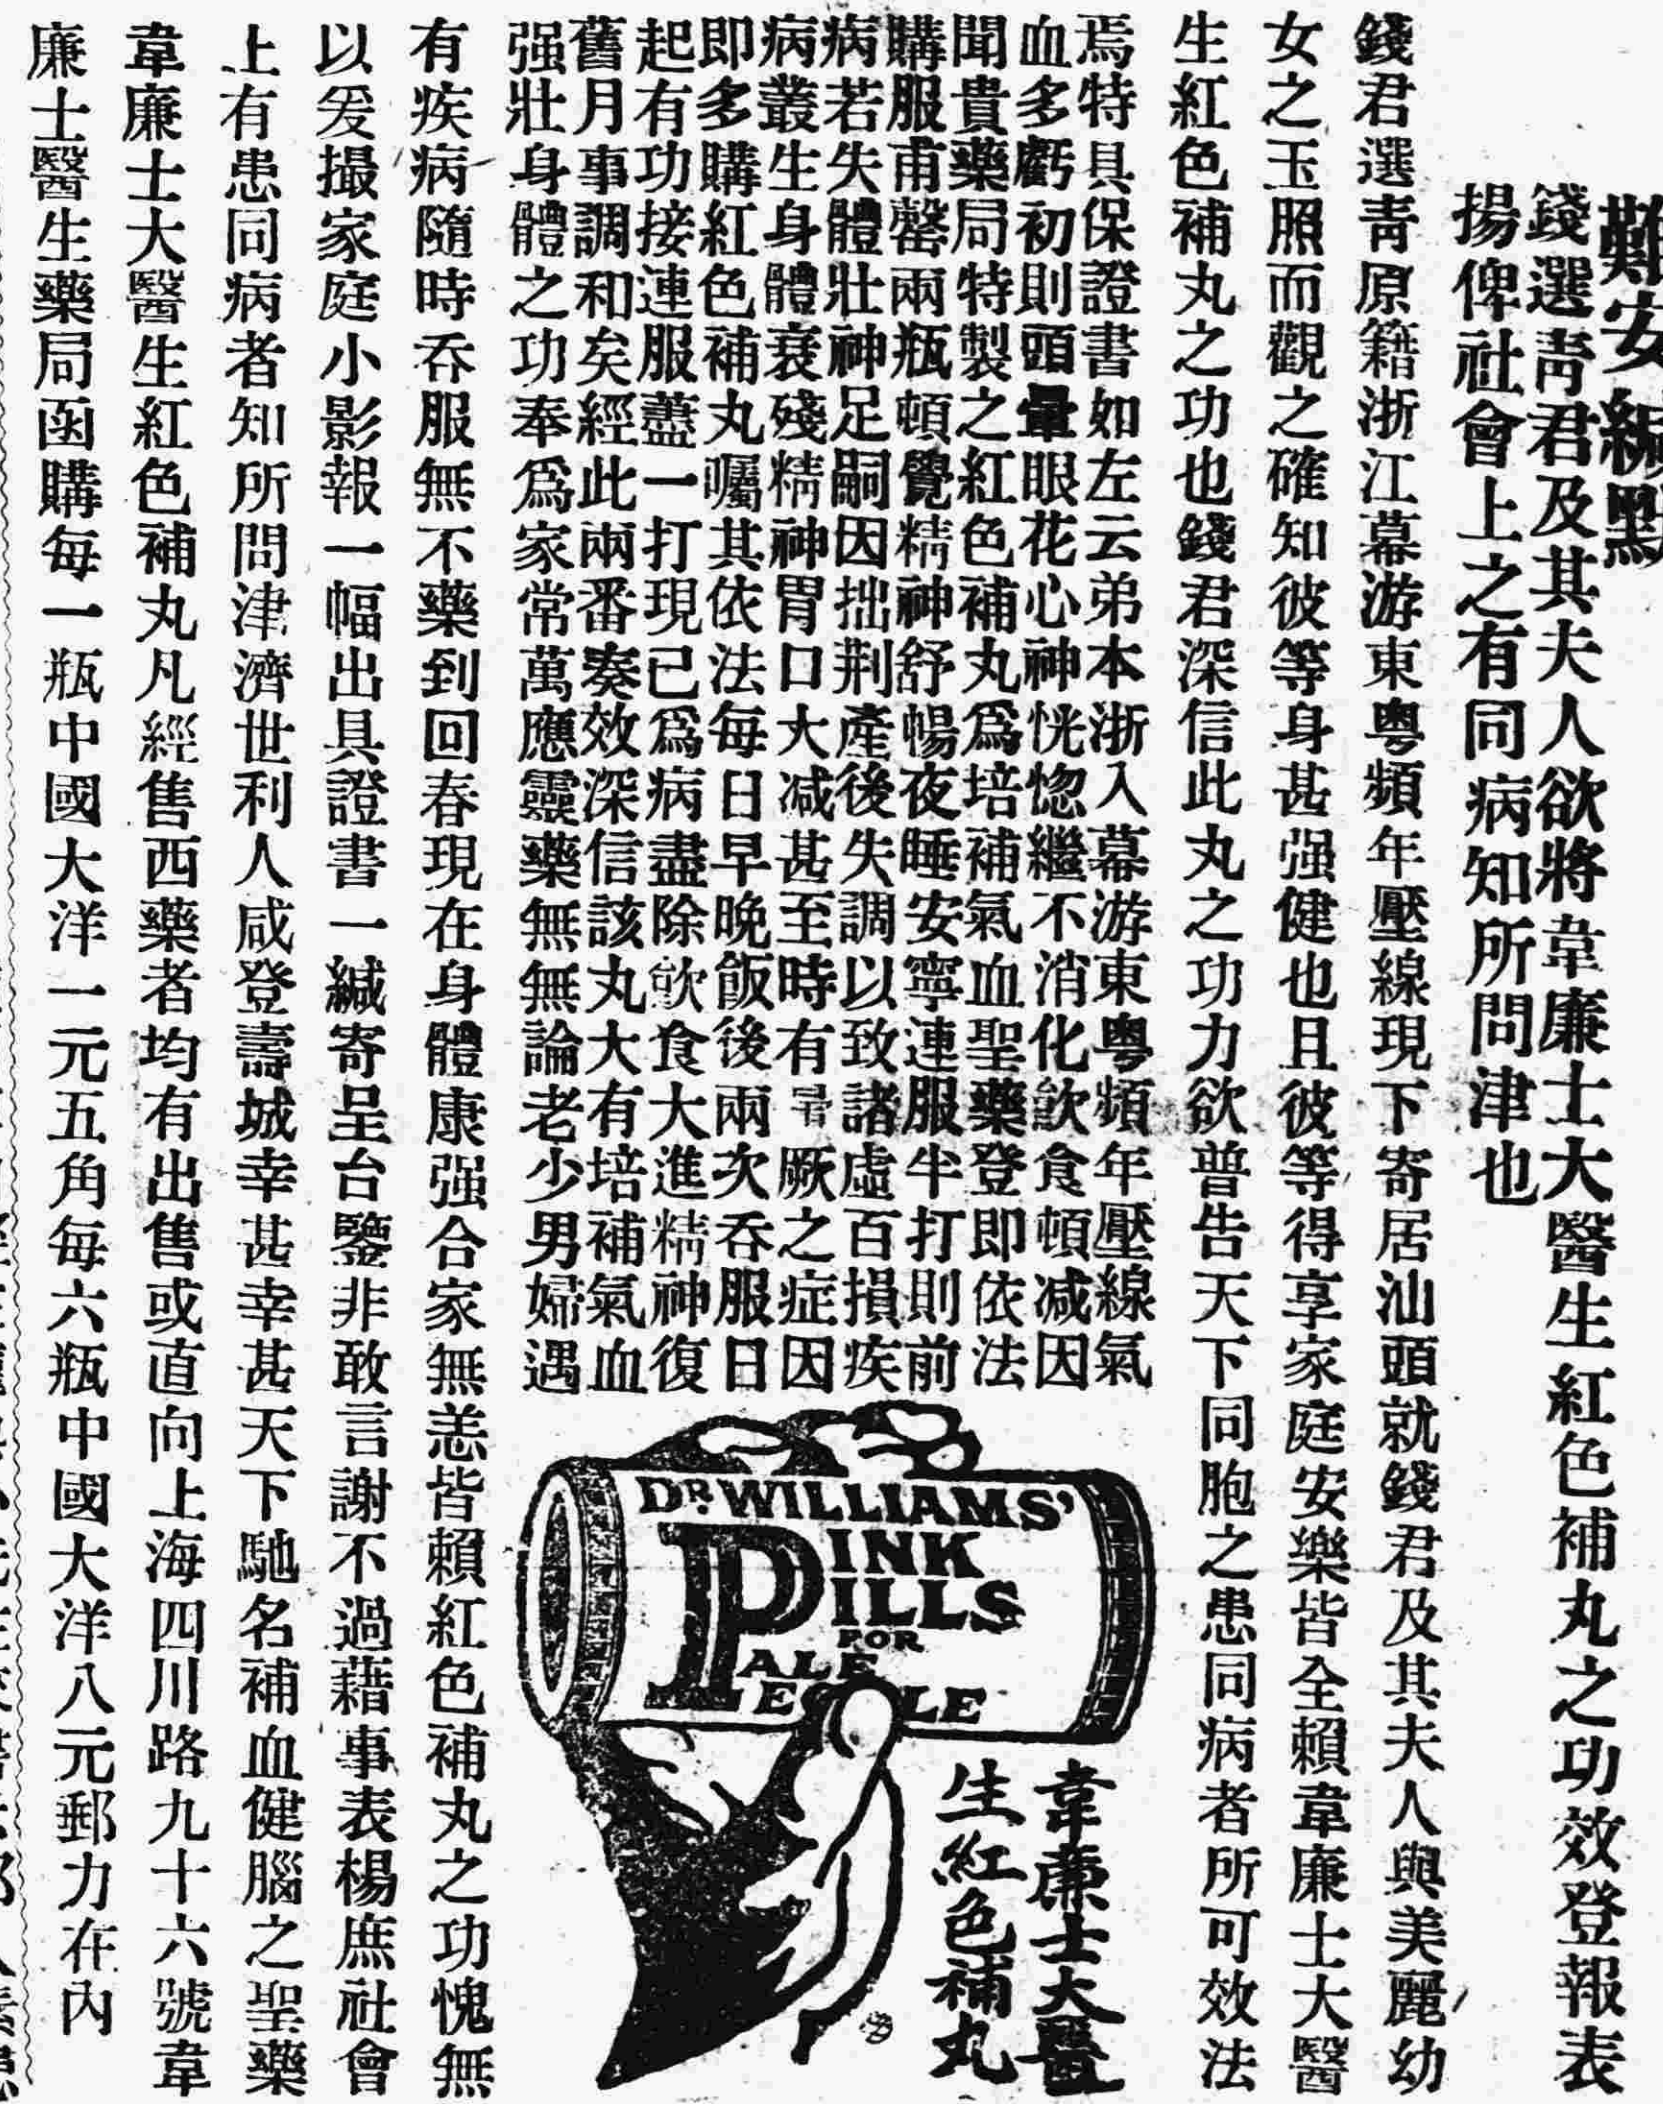 難安緘默
錢選青君及其夫人欲將韋廉士大醫生紅色補丸之功效登報表
揚俾社會上之有同病知所問津也
錢君選青原籍浙江幕游東粵頻年壓線現下寄居汕頭就錢君及其夫人與美麗幼
女之玉照而觀之確知彼等身甚强健也且彼等得享家庭安樂皆全賴韋廉士大醫
生紅色補丸之功也錢君深信此丸之功力欲普告天下同胞之患同病者所可效法
焉特具保證書如左云弟本浙入幕游東粵頻年壓線氣
血多虧初則頭暈眼花心神恍惚繼不消化飲食頓减因
聞貴藥局特製之紅色補丸爲培補氣血聖藥登即依法
購服甫罄兩瓶頓覺精神舒暢夜睡安寧連服半打則前
病若失體壯神足嗣因拙荆產後失調以致諸虛百損疾
病叢生身體衰殘精神胃口大减甚至時有厥之症因
即多購紅色補丸囑其依法每日早晚飯後兩次吞服日
起有功接連服藎一打現已爲病盡除飲食大進精神復
舊月事調和矣經此兩番奏效深信該丸大有培補氣血
强壯身體之功奉爲家常萬應靈藥無無論老少男婦遇
DR. WILLIAMS'
PINK
PILLS
FOR
PALE
PEOPLE
韋廉士大醫
生紅色補丸
有疾病隨時吞服無不藥到回春現在身體康强合家無恙皆賴紅色補丸之功愧無
以爰撮家庭小影報一幅出具證書一緘寄呈台鑒非敢言謝不過藉事表楊庶社會
上有患同病者知所問津濟世利人咸登壽城幸甚幸甚天下馳名補血健腦之聖藥
韋廉士大醫生紅色補丸凡經售西藥者均有出售或直向上海四川路九十六號韋
廉士醫生藥局函購每一瓶中國大洋一元五角每六瓶中國大洋八元郵力在內